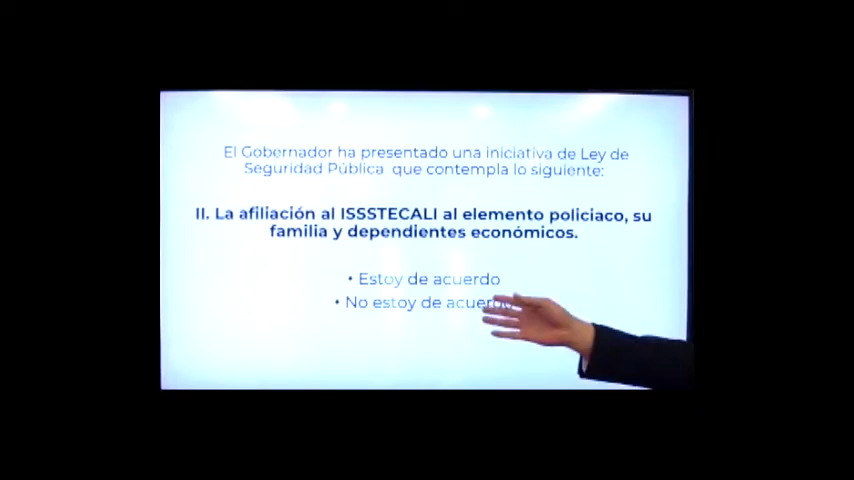 El Gobernador ha presentado una iniciativa de Ley de
Seguridad Pública que contempla lo siguiente:
II. La afiliación al ISSSTECALI al elemento policiaco, su
familia y dependientes económicos.
• Estoy de acuerdo
• No estoy de acuerdo